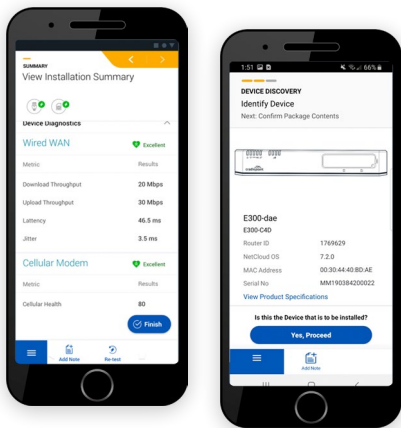 SUMMARY
View Installation Summary
Device Diagnostics
Wired WAN
Excellent
Metric
Results
Download Throughput
20 Mbps
Upload Throughput
30 Mbps
Lattency
46.5 ms
Jitter
3.5 ms
Cellular Modem
Excellent
Metric
Results
Cellular Health
80
Finish
Add Note
Re-test
1:51
66%
DEVICE DISCOVERY
Identify Device
Next: Confirm Package Contents
cradlepoint
E300-dae
E300-C4D
Router ID
1769629
NetCloud OS
7.2.0
MAC Address
00:30:44:40:BD:AE
Serial No
MM190384200022
View Product Specifications
Is this the Device that is to be installed?
Yes, Proceed
Add Note